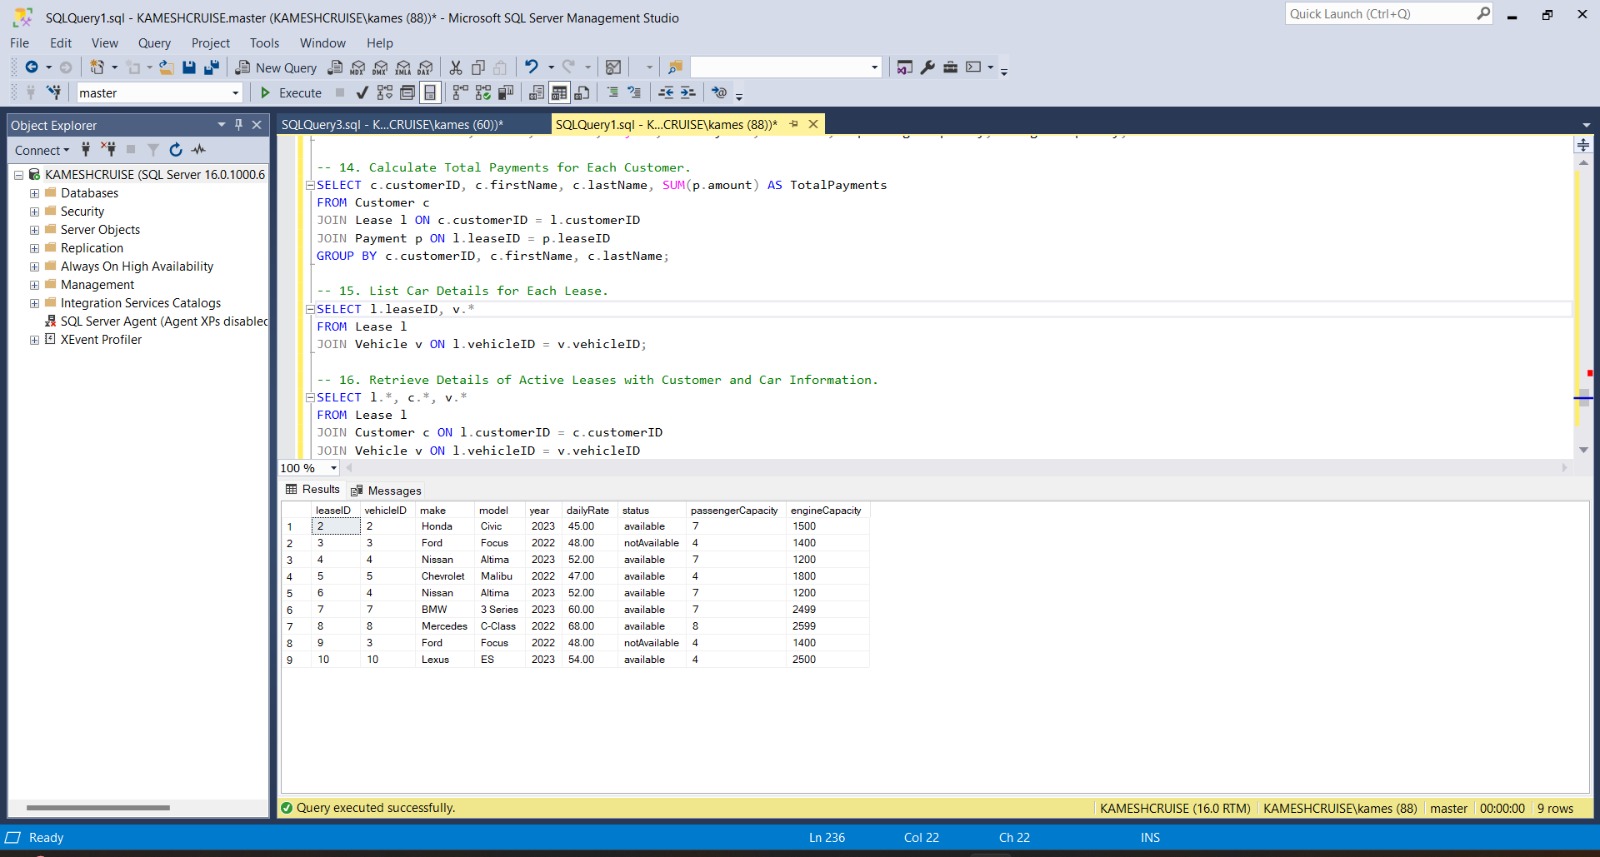 SQLQuery1.sql - KAMESHCRUISE.master (KAMESHCRUISE\kames (88))* - Microsoft SQL Server Management Studio
Quick Launch (Ctrl+Q)
File Edit View Query Project Tools Window Help
New Query MDX DMX XMLA DAX
master Execute
Object Explorer
SQLQuery3.sql - K...CRUISE\kames (60))* SQLQuery1.sql - K...CRUISE\kames (88))*
Connect
KAMESHCRUISE (SQL Server 16.0.1000.6
Databases
Security
Server Objects
Replication
Always On High Availability
Management
Integration Services Catalogs
SQL Server Agent (Agent XPs disabled
XEvent Profiler
-- 14. Calculate Total Payments for Each Customer.
SELECT c.customerID, c.firstName, c.lastName, SUM(p.amount) AS TotalPayments
FROM Customer c
JOIN Lease l ON c.customerID = l.customerID
JOIN Payment p ON l.leaseID = p.leaseID
GROUP BY c.customerID, c.firstName, c.lastName;
-- 15. List Car Details for Each Lease.
SELECT l.leaseID, v.*
FROM Lease l
JOIN Vehicle v ON l.vehicleID = v.vehicleID;
-- 16. Retrieve Details of Active Leases with Customer and Car Information.
SELECT l.*, c.*, v.*
FROM Lease l
JOIN Customer c ON l.customerID = c.customerID
JOIN Vehicle v ON l.vehicleID = v.vehicleID
100 %
Results Messages
leaseID vehicleID make model year dailyRate status passengerCapacity engineCapacity
1 2 2 Honda Civic 2023 45.00 available 7 1500
2 3 3 Ford Focus 2022 48.00 notAvailable 4 1400
3 4 4 Nissan Altima 2023 52.00 available 7 1200
4 5 5 Chevrolet Malibu 2022 47.00 available 4 1800
5 6 4 Nissan Altima 2023 52.00 available 7 1200
6 7 7 BMW 3 Series 2023 60.00 available 7 2499
7 8 8 Mercedes C-Class 2022 68.00 available 8 2599
8 9 3 Ford Focus 2022 48.00 notAvailable 4 1400
9 10 10 Lexus ES 2023 54.00 available 4 2500
Query executed successfully. KAMESHCRUISE (16.0 RTM) KAMESHCRUISE\kames (88) master 00:00:00 9 rows
Ready Ln 236 Col 22 Ch 22 INS